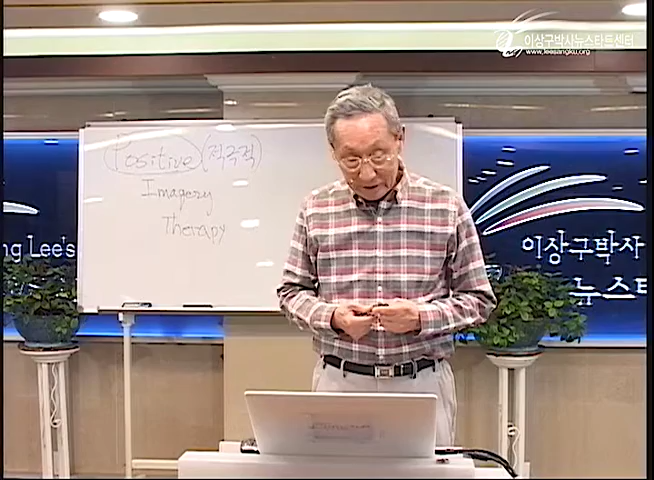 이상구박사뉴스타트센터
www.leesangku.org
Positive (적극적)
Imagery
Therapy
ng Lee's
이상구박사
뉴스타트